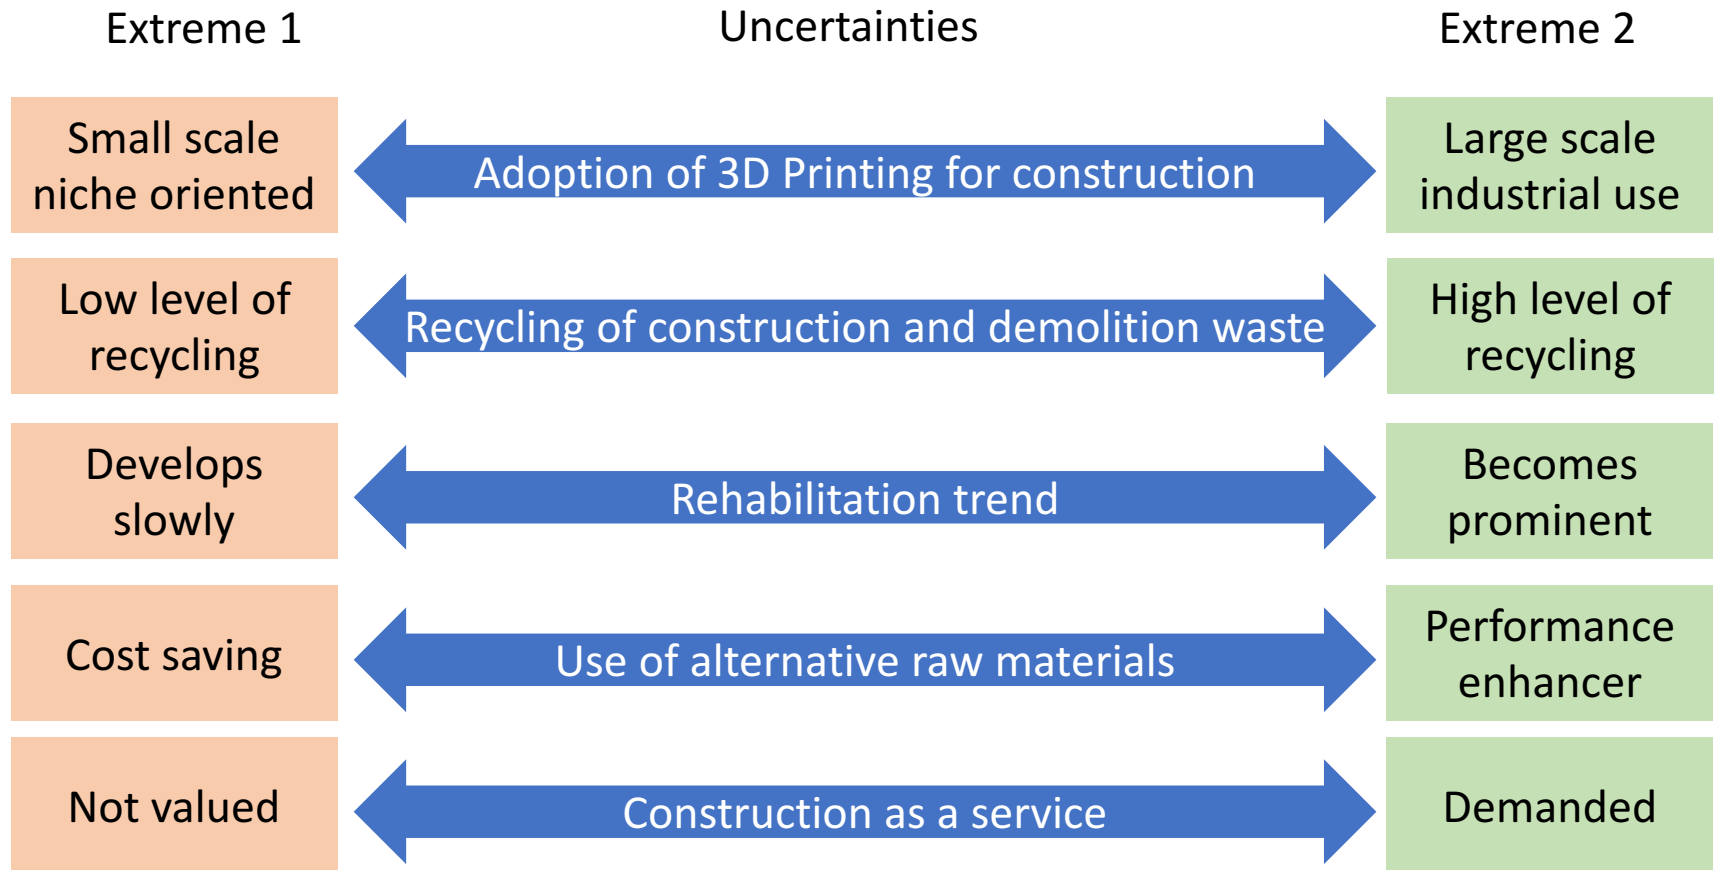 Extreme 1
Uncertainties
Extreme 2
Small scale
niche oriented
Adoption of 3D Printing for construction
Large scale
industrial use
Low level of
recycling
Recycling of construction and demolition waste
High level of
recycling
Develops
slowly
Rehabilitation trend
Becomes
prominent
Cost saving
Use of alternative raw materials
Performance
enhancer
Not valued
Construction as a service
Demanded